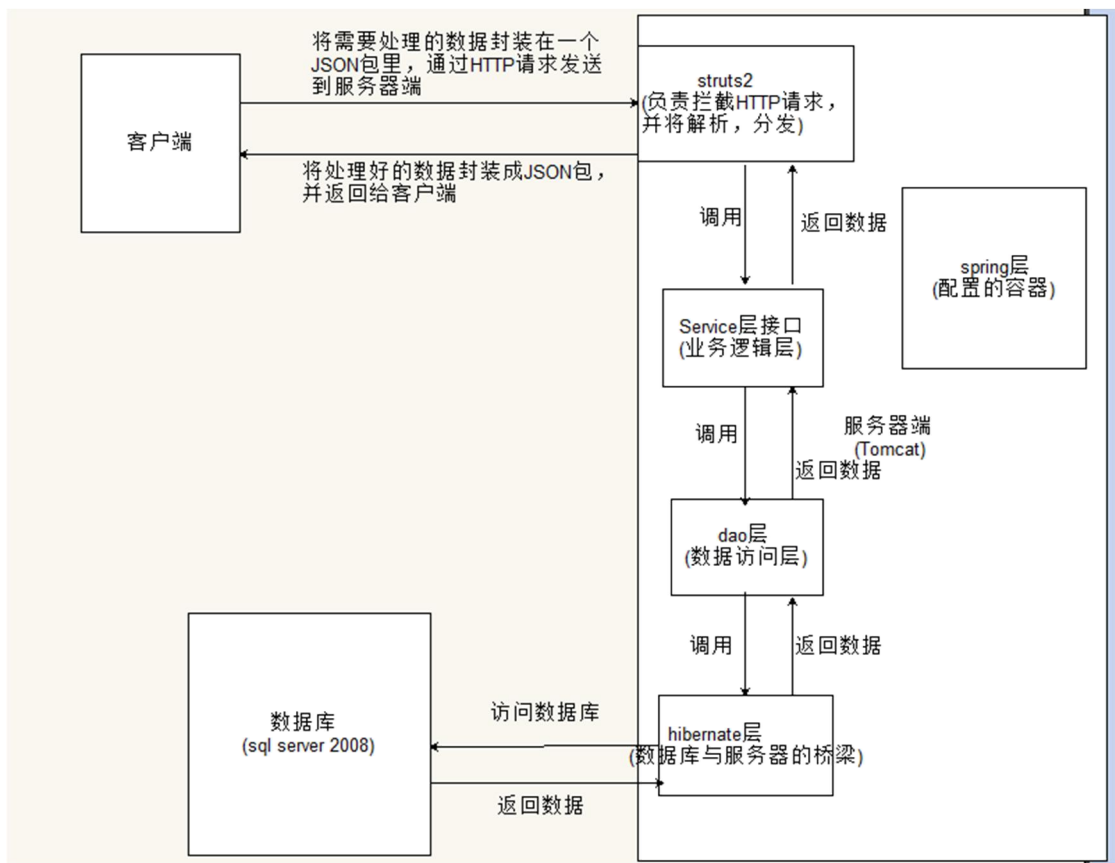 将需要处理的数据封装在一个
JSON包里，通过HTTP请求发送
到服务器端
客户端
struts2
(负责拦截HTTP请求，
并将解析，分发)
将处理好的数据封装成JSON包，
并返回给客户端
调用
返回数据
spring层
(配置的容器)
Service层接口
(业务逻辑层)
调用
服务器端
(Tomcat)
返回数据
dao层
(数据访问层)
调用
返回数据
数据库
(sql server 2008)
访问数据库
hibernate层
(数据库与服务器的桥梁)
返回数据